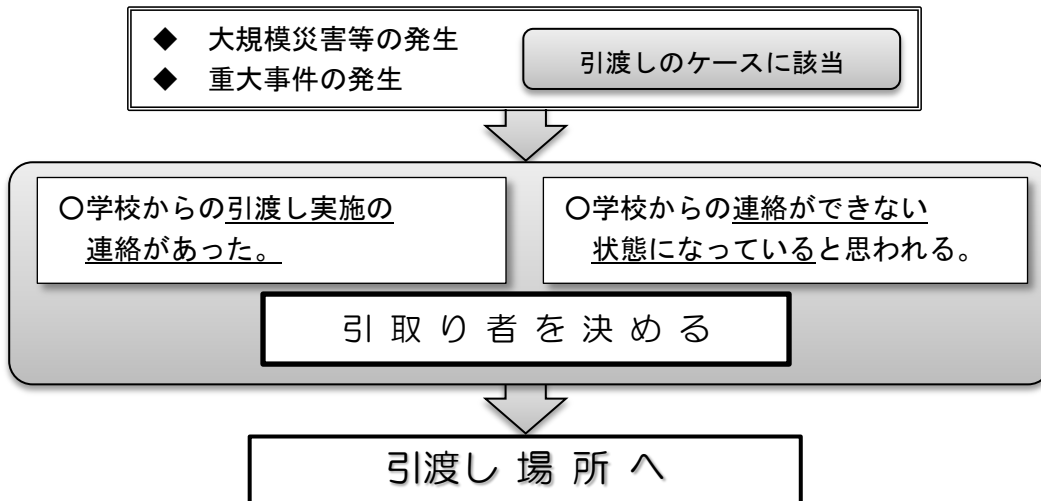 ◆ 大規模災害等の発生
◆ 重大事件の発生
引渡しのケースに該当
〇学校からの引渡し実施の
連絡があった。
〇学校からの連絡ができない
状態になっていると思われる。
引 取 り 者 を 決 め る
引渡し 場 所 へ